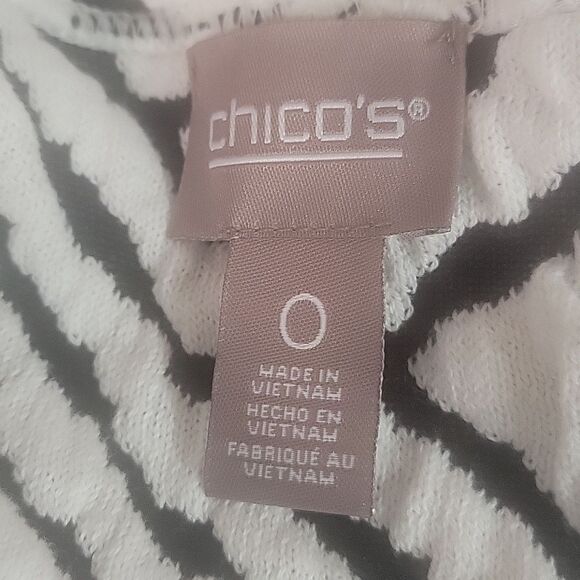 chico's®
0
MADE IN
VIETNAM
HECHO EN
VIETNAM
FABRIQUÉ AU
VIETNAM